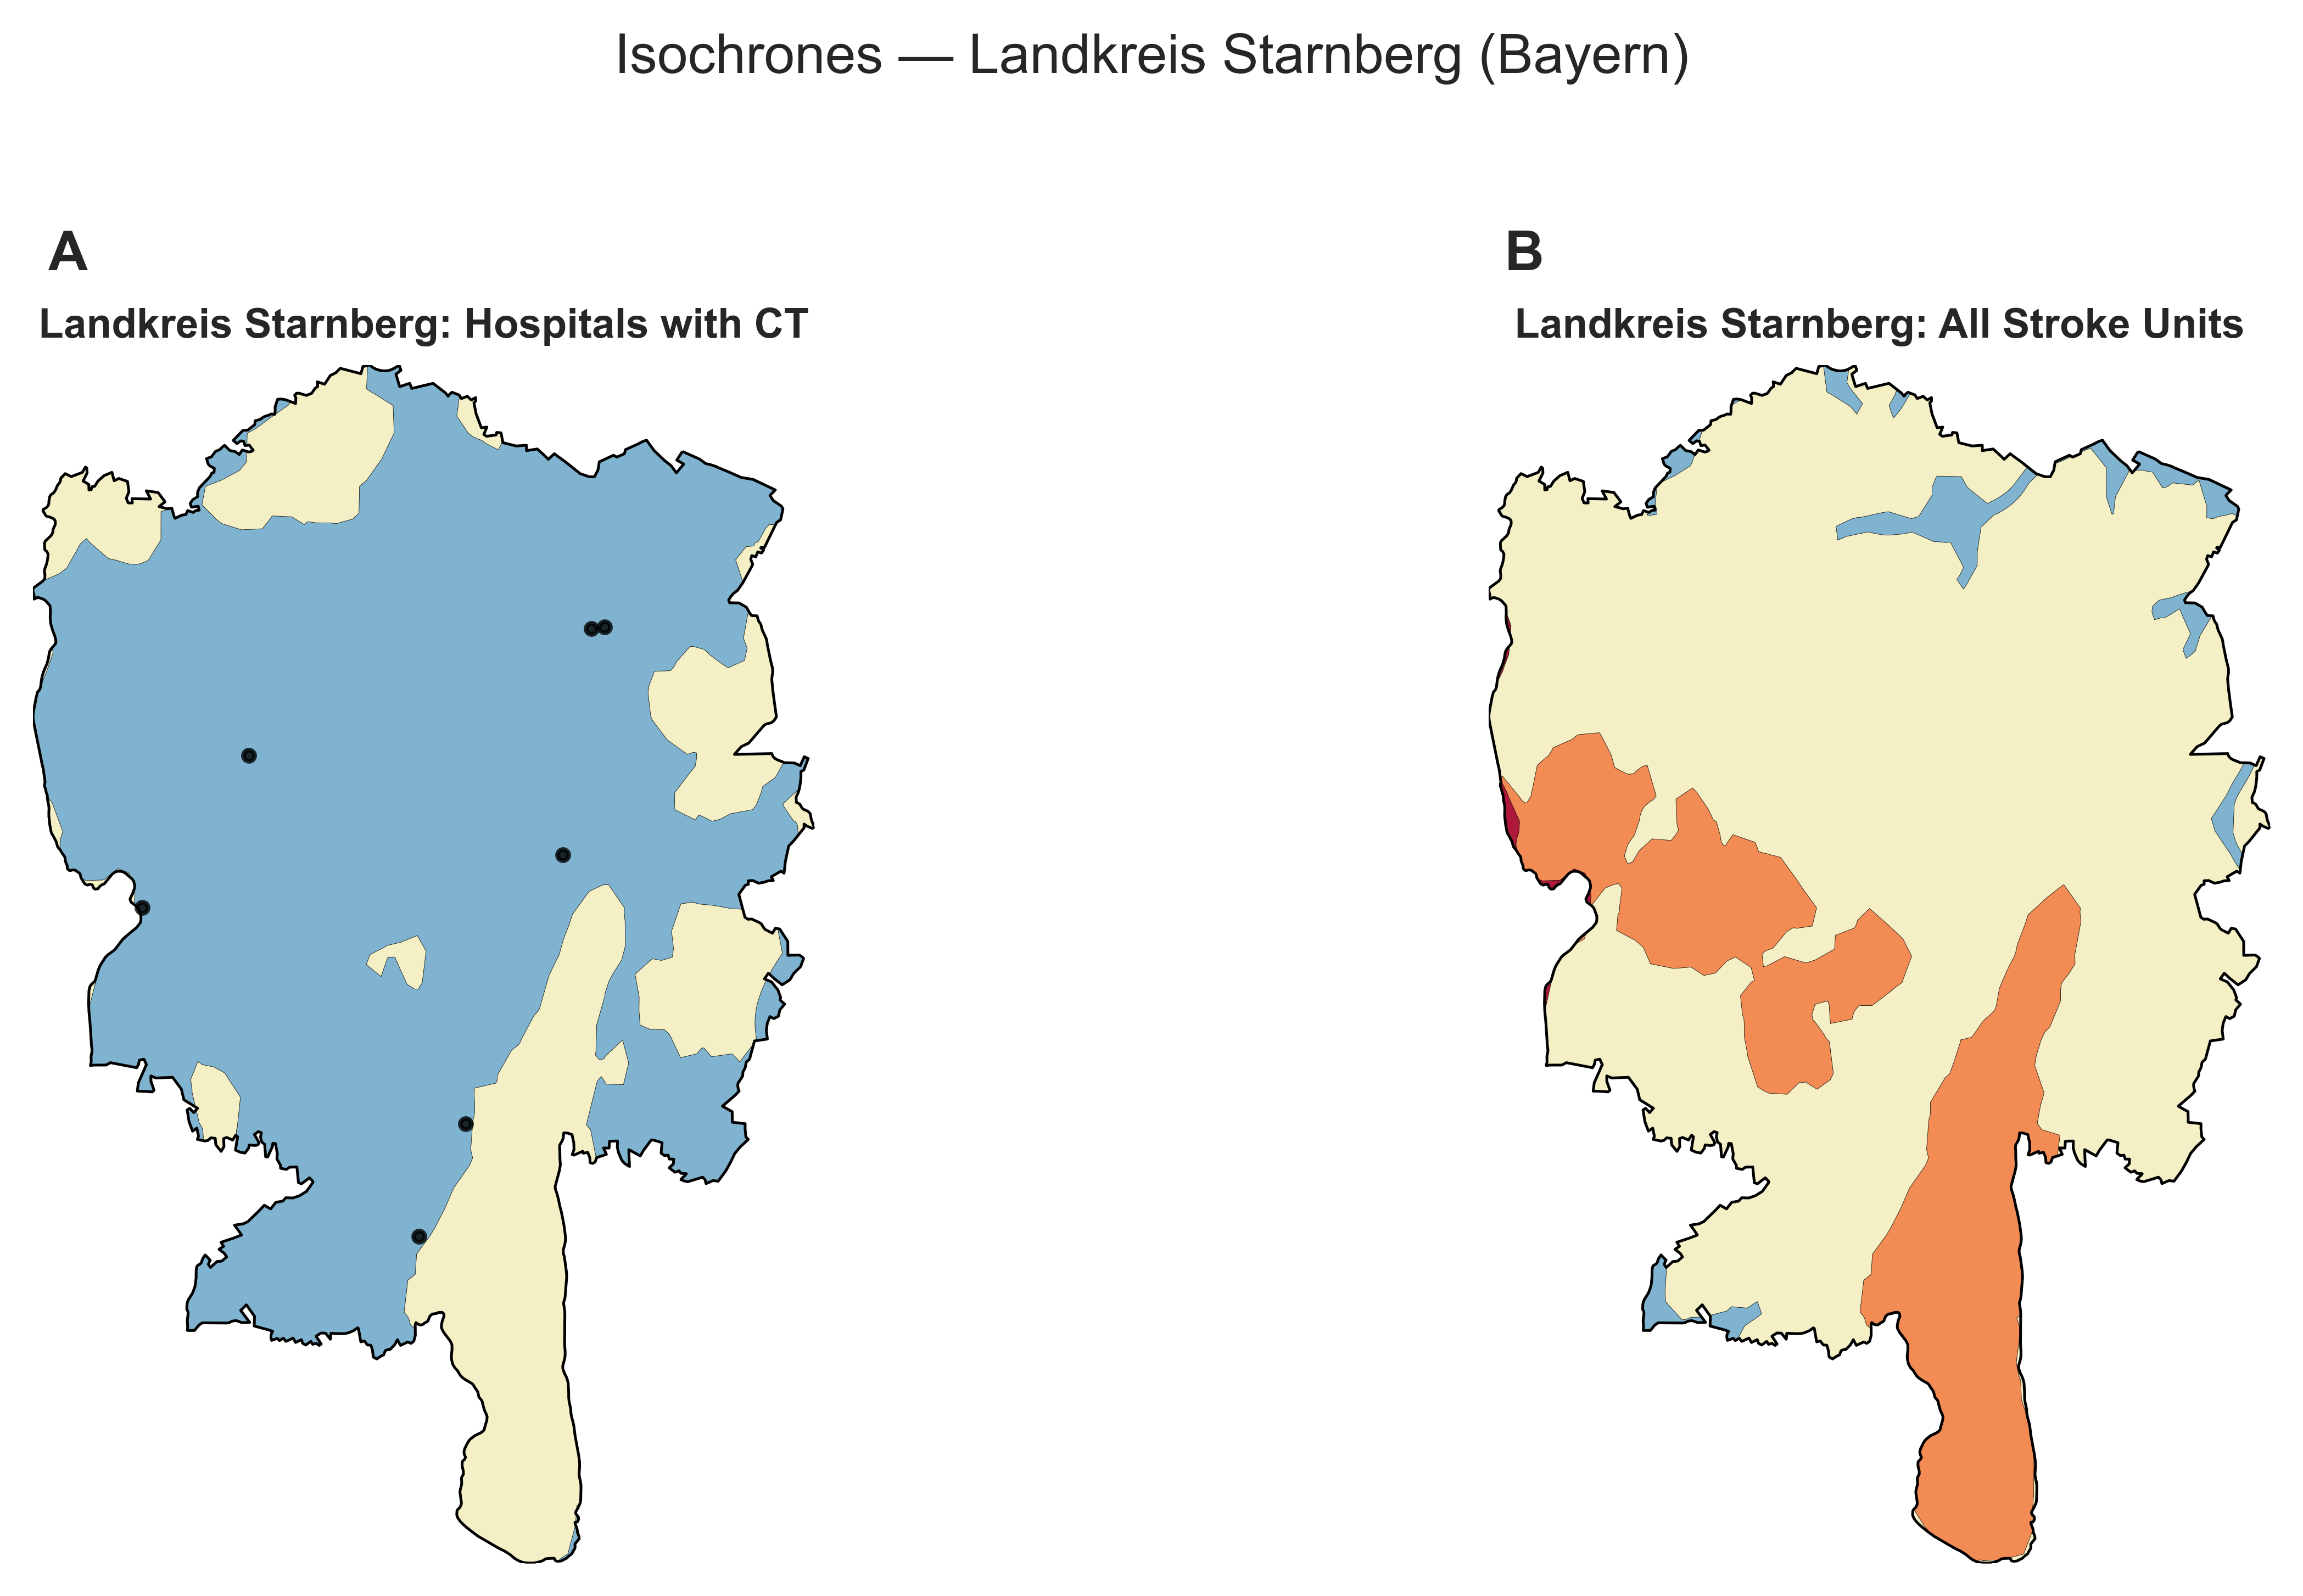 Isochrones — Landkreis Starnberg (Bayern)
A
Landkreis Starnberg: Hospitals with CT
B
Landkreis Starnberg: All Stroke Units